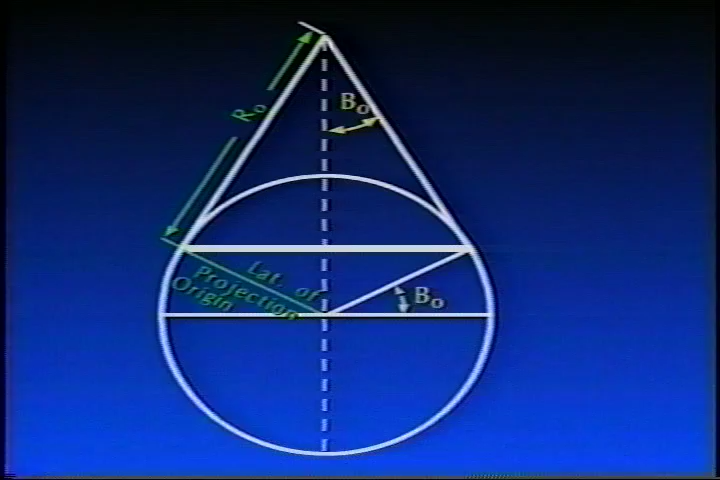 Ro
Bo
Lat. of
Projection
Origin
Bo